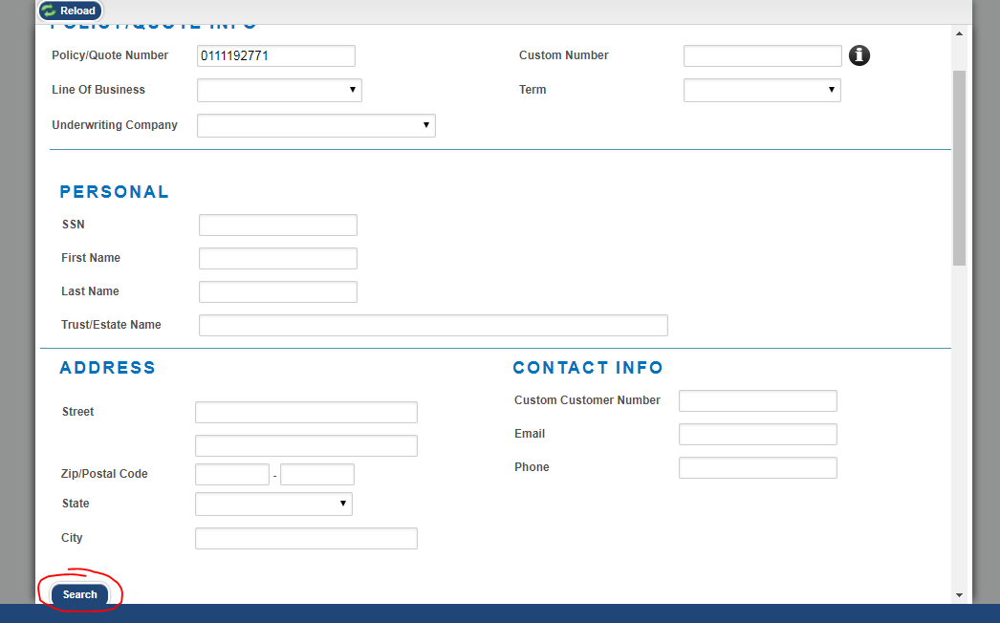 Reload
POLICY/QUOTE INFO
Policy/Quote Number 0111192771 Custom Number
Line Of Business Term
Underwriting Company
PERSONAL
SSN
First Name
Last Name
Trust/Estate Name
ADDRESS CONTACT INFO
Custom Customer Number
Street
Email
Phone
Zip/Postal Code -
State
City
Search